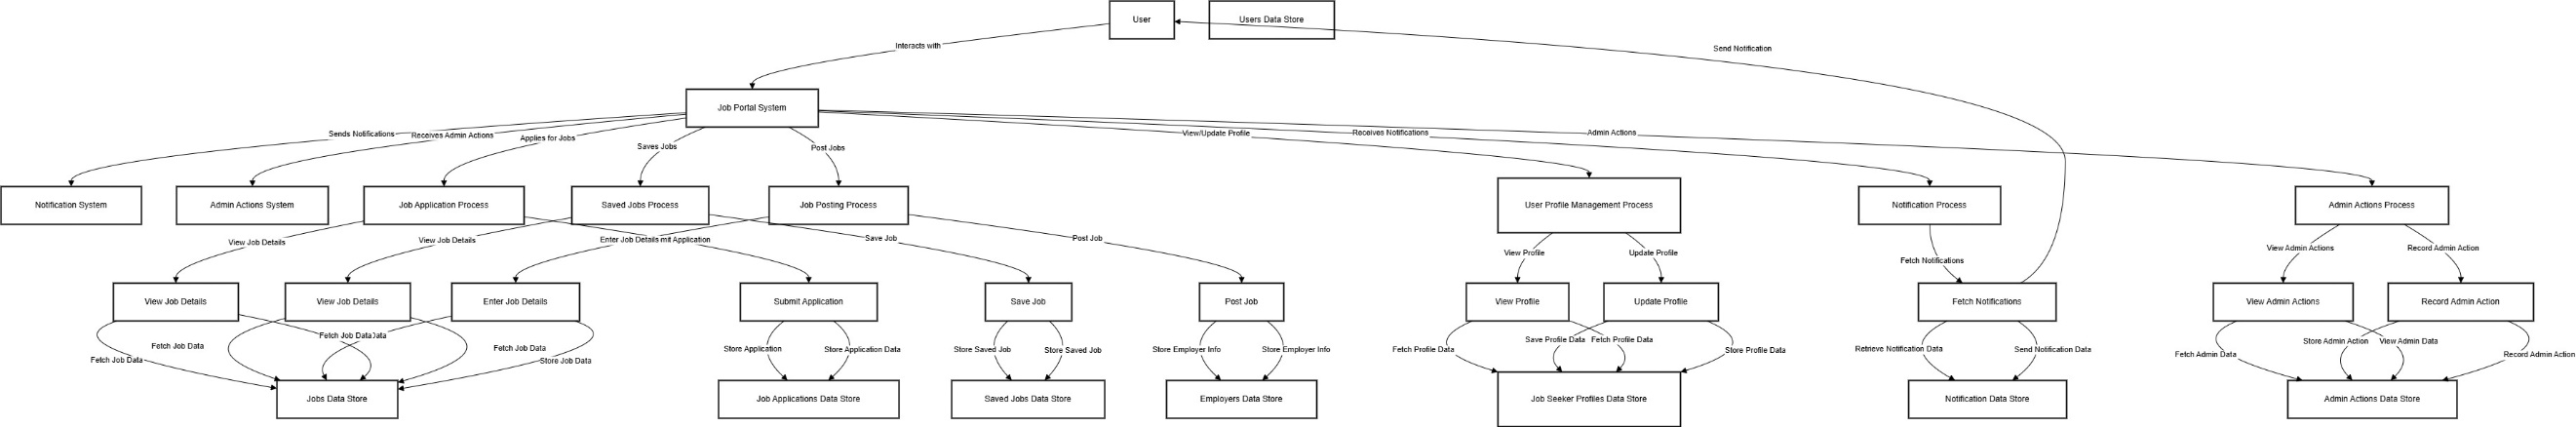 User
Users Data Store
Interacts with
Send Notification
Job Portal System
Sends Notifications
Receives Admin Actions
Applies for Jobs
Saves Jobs
Post Jobs
View/Update Profile
Receives Notifications
Admin Actions
Notification System
Admin Actions System
Job Application Process
Saved Jobs Process
Job Posting Process
User Profile Management Process
Notification Process
Admin Actions Process
View Job Details
View Job Details
Enter Job Details
mit Application
Save Job
Post Job
View Profile
Update Profile
Fetch Notifications
View Admin Actions
Record Admin Action
View Job Details
View Job Details
Enter Job Details
Submit Application
Save Job
Post Job
View Profile
Update Profile
Fetch Notifications
View Admin Actions
Record Admin Action
Fetch Job Data
Fetch Job Data
Fetch Job Data
Fetch Job Data
Store Job Data
Store Application
Store Application Data
Store Saved Job
Store Saved Job
Store Employer Info
Store Employer Info
Fetch Profile Data
Save Profile Data
Fetch Profile Data
Store Profile Data
Retrieve Notification Data
Send Notification Data
Fetch Admin Data
Store Admin Action
View Admin Data
Record Admin Action
Jobs Data Store
Job Applications Data Store
Saved Jobs Data Store
Employers Data Store
Job Seeker Profiles Data Store
Notification Data Store
Admin Actions Data Store